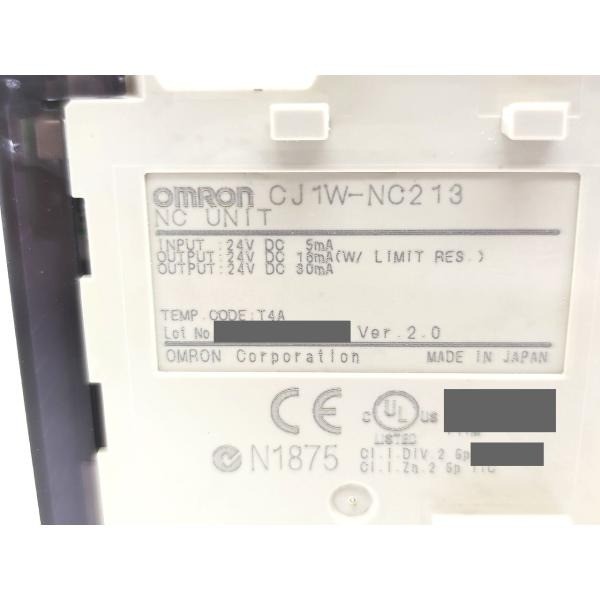 OMRON CJ1W-NC213
NC UNIT
INPUT :24V DC 5mA
OUTPUT:24V DC 16mA(W/ LIMIT RES.)
OUTPUT:24V DC 30mA
TEMP.CODE:T4A
Lot No Ver.2.0
OMRON Corporation MADE IN JAPAN
CE c UL US
LISTED
N1875 Cl.I.DIV.2 Gp
Cl.I.Zn.2 Gp IIC